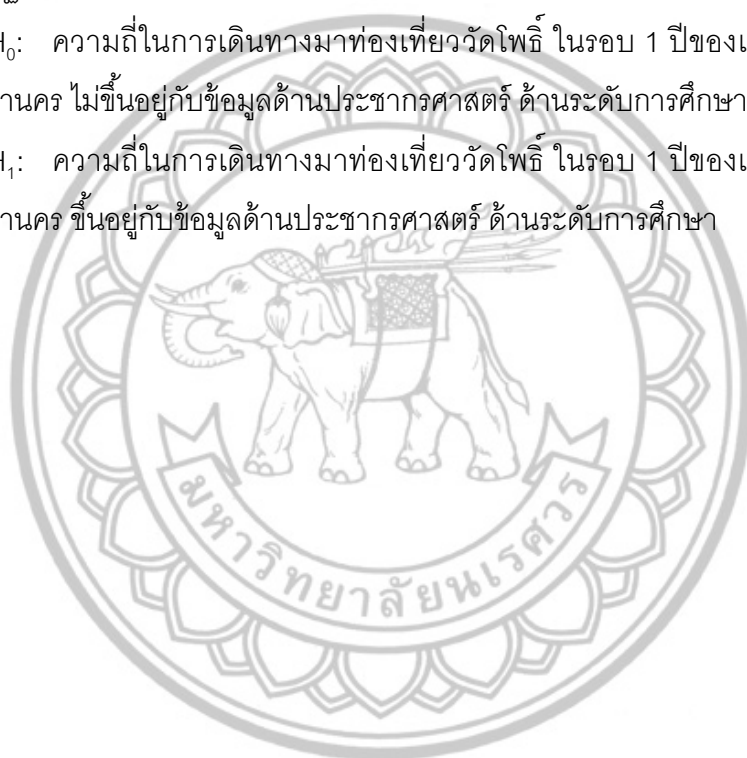 H₀: ความถี่ในการเดินทางมาท่องเที่ยววัดโพธิ์ ในรอบ 1 ปีของเ
านคร ไม่ขึ้นอยู่กับข้อมูลด้านประชากรศาสตร์ ด้านระดับการศึกษา
H₁: ความถี่ในการเดินทางมาท่องเที่ยววัดโพธิ์ ในรอบ 1 ปีของเ
านคร ขึ้นอยู่กับข้อมูลด้านประชากรศาสตร์ ด้านระดับการศึกษา
มหาวิทยาลัยนเรศวร